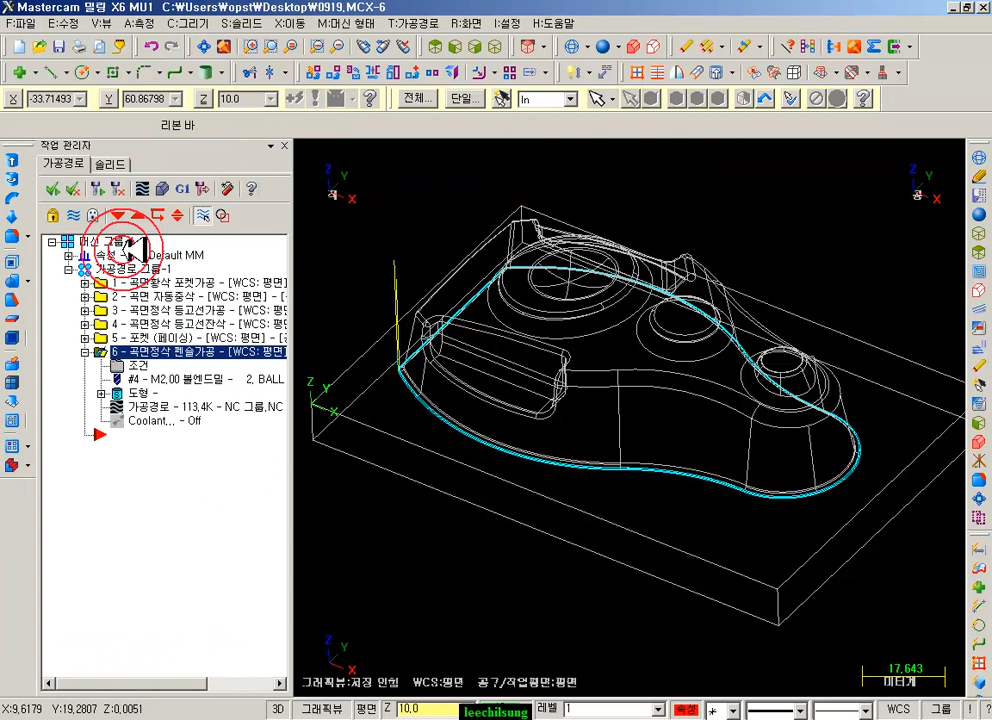 Mastercam 밀링 X6 MU1 C:\Users\opst\Desktop\0919.MCX-6
F:파일 E:수정 V:뷰 A:측정 C:그리기 S:솔리드 X:이동 M:머신 형태 T:가공경로 R:화면 I:설정 H:도움말
X -33.71493 Y 60.86798 Z 10.0 전체... 단일... In
리본 바
작업 관리자
가공경로 솔리드
G1
머신 그룹
속성 - Default MM
가공경로 그룹-1
1 - 곡면황삭 포켓가공 - [WCS: 평면]
2 - 곡면 자동중삭 - [WCS: 평면] -
3 - 곡면정삭 등고선가공 - [WCS:
4 - 곡면정삭 등고선잔삭 - [WCS:
5 - 포켓 (페이싱) - [WCS: 평면] -
6 - 곡면정삭 펜슬가공 - [WCS: 평면]
조건
#4 - M2.00 볼엔드밀 - 2. BALL
도형 -
가공경로 - 113.4K - NC 그룹.NC
Coolant... - Off
Z Y X
Z Y X
Z Y X
Z Y X
그래픽뷰:저장 안됨 WCS:평면 공구/작업평면:평면
17.643
미터계
X:9.6179 Y:19.2807 Z:0.0051 3D 그래픽뷰 평면 Z 10.0 레벨 1 속성 WCS 그룹 ! ?
leechilsung